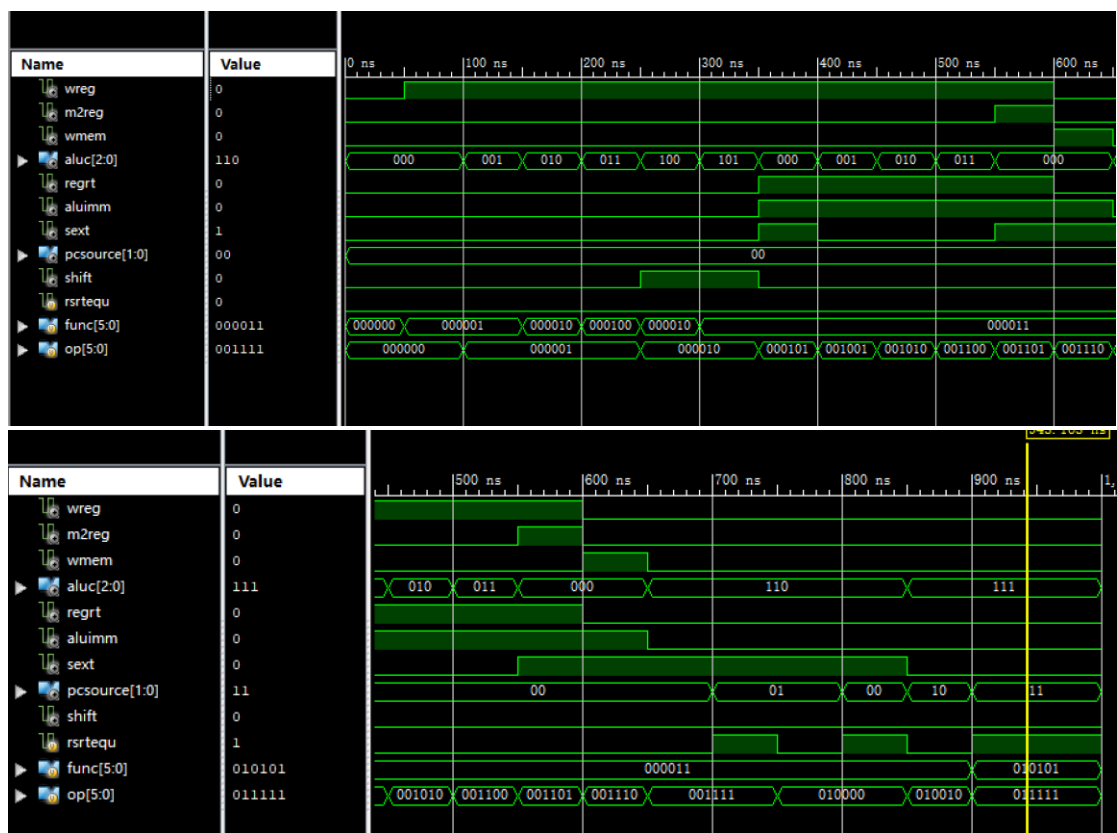 Name Value 0 ns 100 ns 200 ns 300 ns 400 ns 500 ns 600 ns
wreg 0
m2reg 0
wmem 0
aluc[2:0] 110 000 001 010 011 100 101 000 001 010 011 000
regrt 0
aluimm 0
sext 1
pcsource[1:0] 00 00
shift 0
rsrtequ 0
func[5:0] 000011 000000 000001 000010 000100 000010 000011
op[5:0] 001111 000000 000001 000010 000101 001001 001010 001100 001101 001110
Name Value 500 ns 600 ns 700 ns 800 ns 900 ns 1,
wreg 0
m2reg 0
wmem 0
aluc[2:0] 111 010 011 000 110 111
regrt 0
aluimm 0
sext 0
pcsource[1:0] 11 00 01 00 10 11
shift 0
rsrtequ 1
func[5:0] 010101 000011 010101
op[5:0] 011111 001010 001100 001101 001110 001111 010000 010010 011111